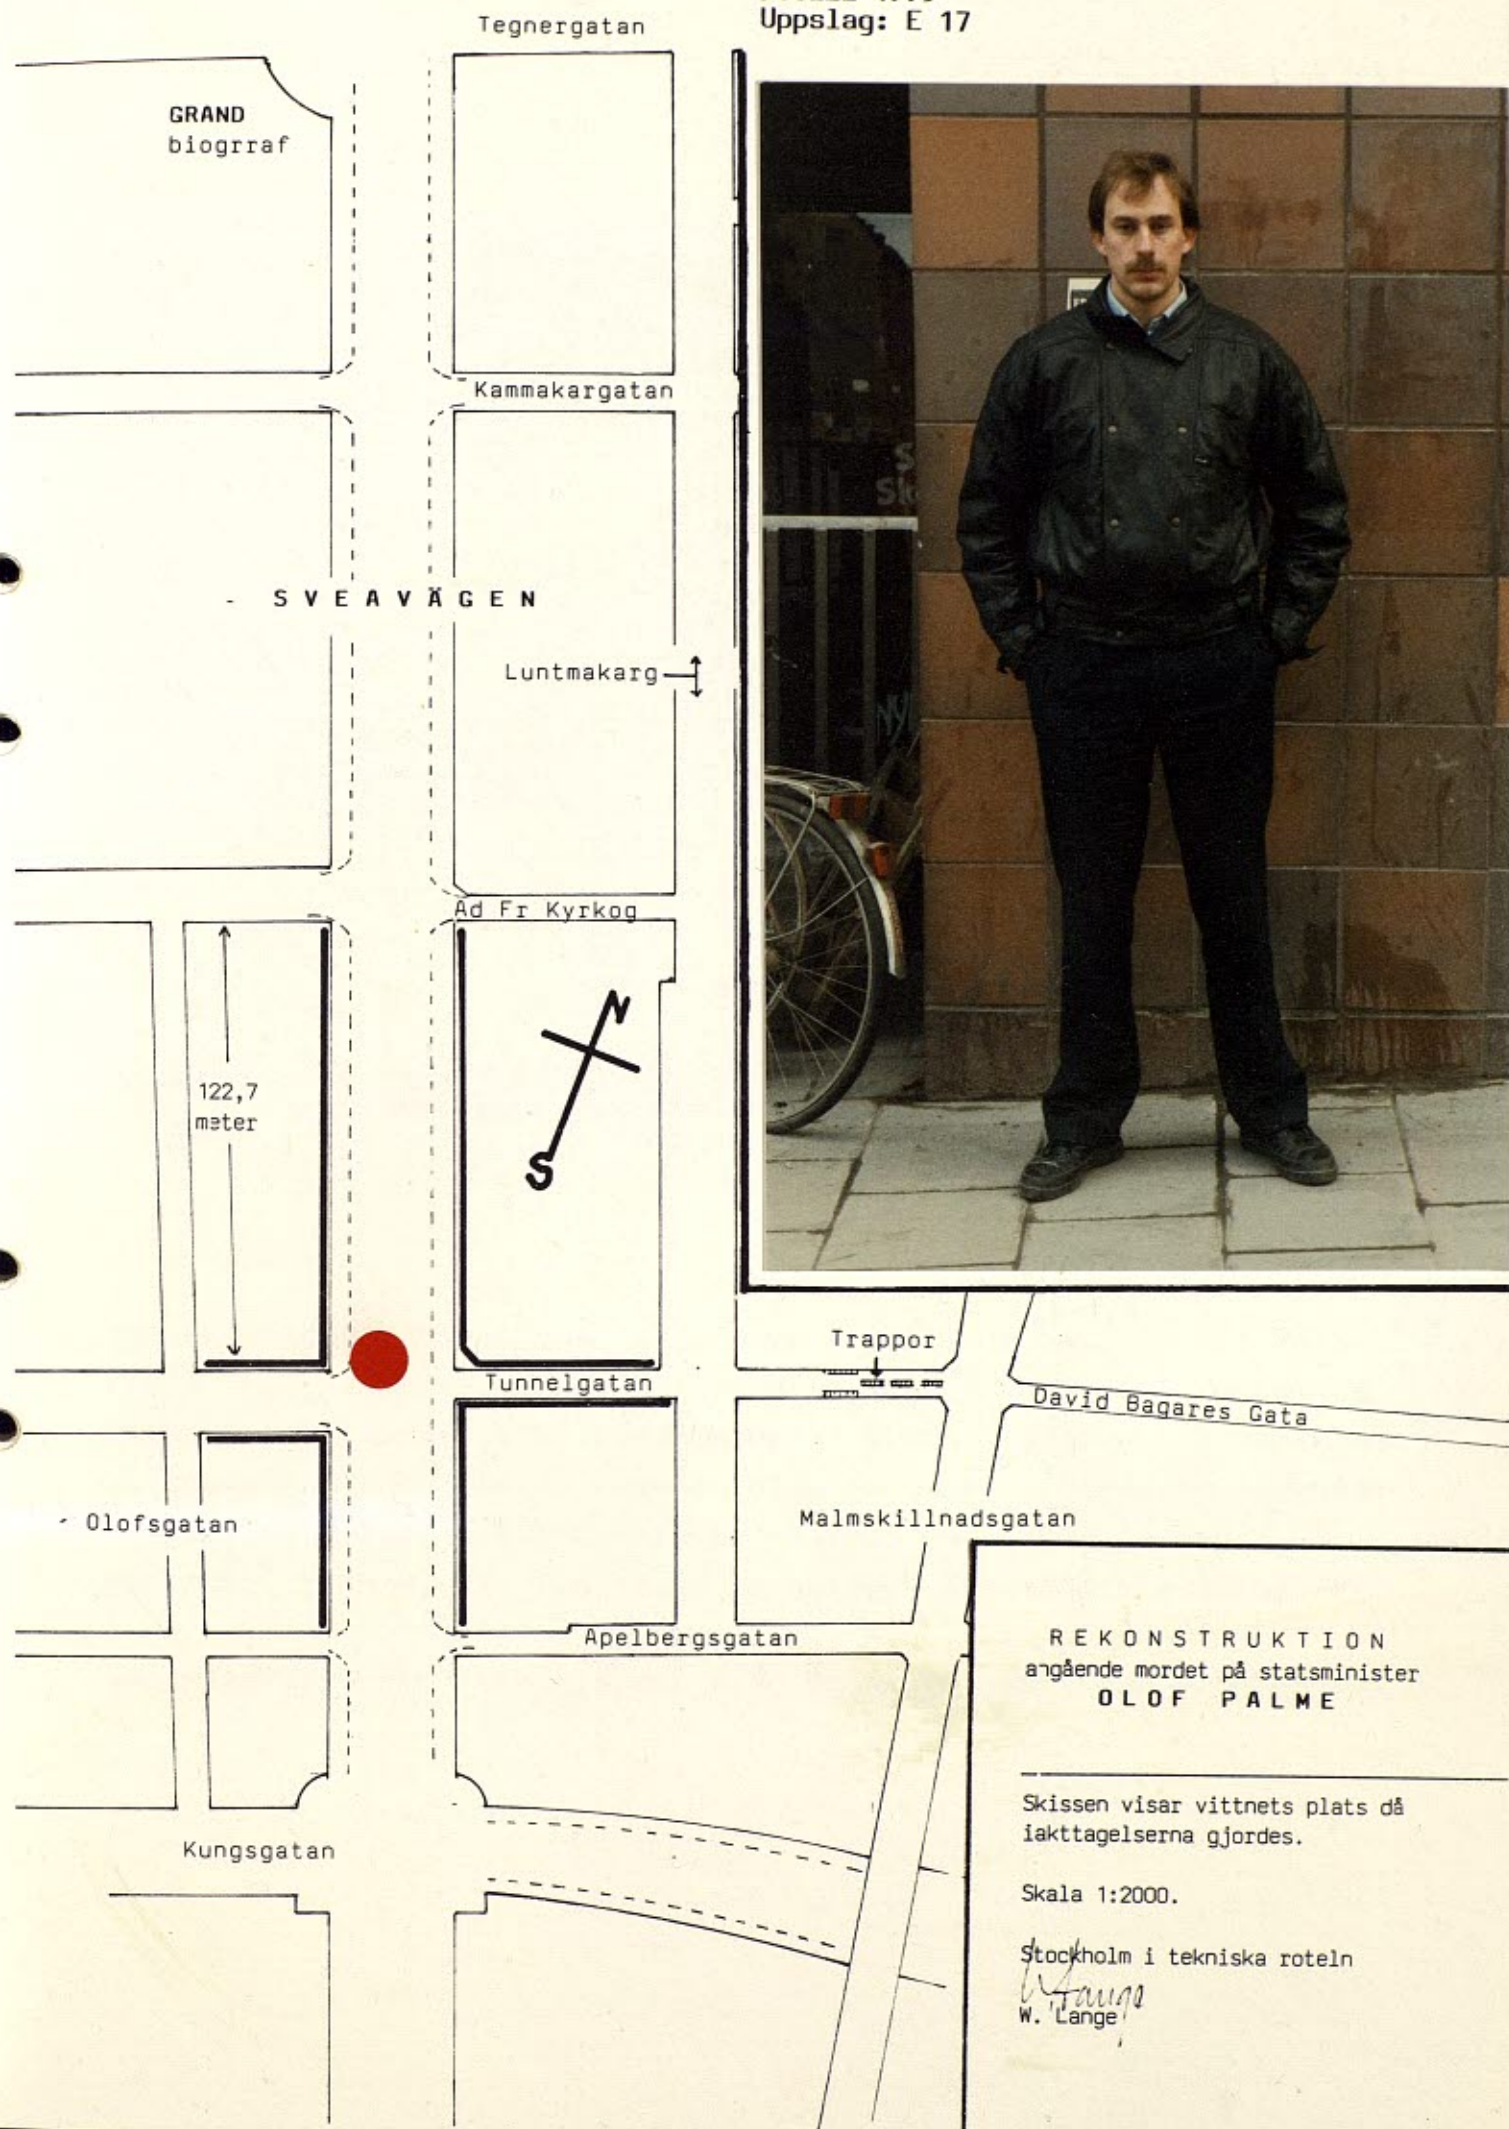 Uppslag: E 17
Tegnergatan
GRAND
biogrraf
Kammakargatan
- SVEAVÄGEN
Luntmakarg
Ad Fr Kyrkog
N
S
122,7
meter
Trappor
Tunnelgatan
David Bagares Gata
Olofsgatan
Malmskillnadsgatan
Apelbergsgatan
Kungsgatan
REKONSTRUKTION
angående mordet på statsminister
OLOF PALME
Skissen visar vittnets plats då
iakttagelserna gjordes.
Skala 1:2000.
Stockholm i tekniska roteln
W. Lange